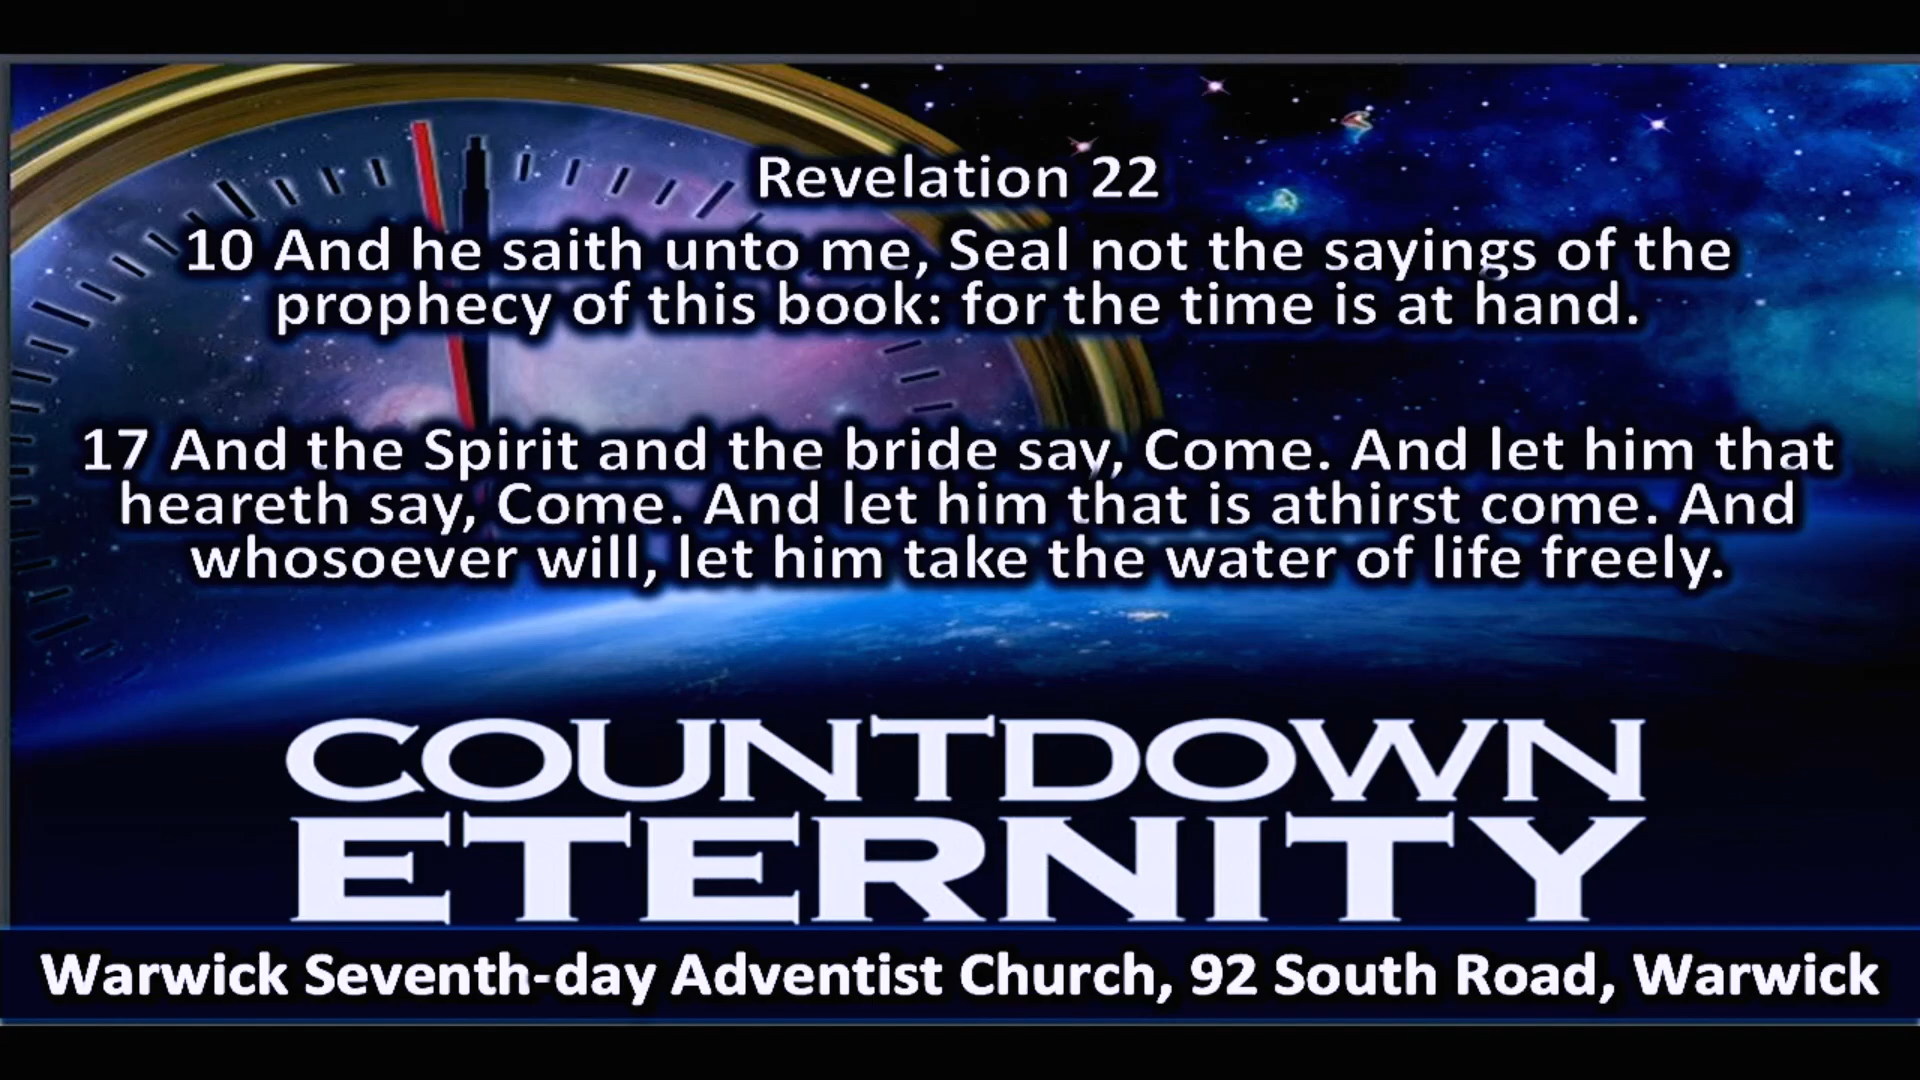 Revelation 22
10 And he saith unto me, Seal not the sayings of the
prophecy of this book: for the time is at hand.
17 And the Spirit and the bride say, Come. And let him that
heareth say, Come. And let him that is athirst come. And
whosoever will, let him take the water of life freely.
COUNTDOWN
ETERNITY
Warwick Seventh-day Adventist Church, 92 South Road, Warwick